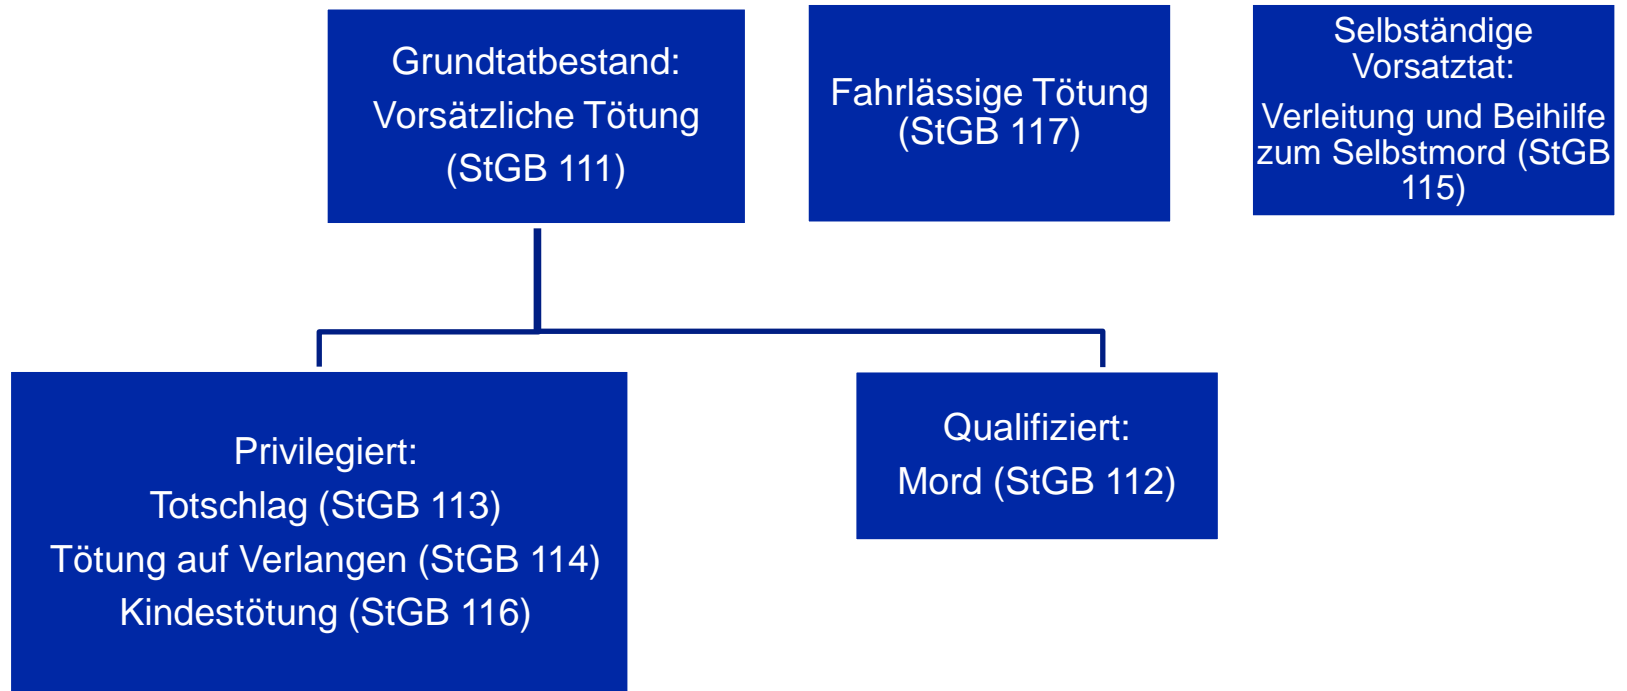 Grundtatbestand:
Vorsätzliche Tötung
(StGB 111)
Fahrlässige Tötung
(StGB 117)
Selbständige
Vorsatztat:
Verleitung und Beihilfe
zum Selbstmord (StGB
115)
Privilegiert:
Totschlag (StGB 113)
Tötung auf Verlangen (StGB 114)
Kindestötung (StGB 116)
Qualifiziert:
Mord (StGB 112)